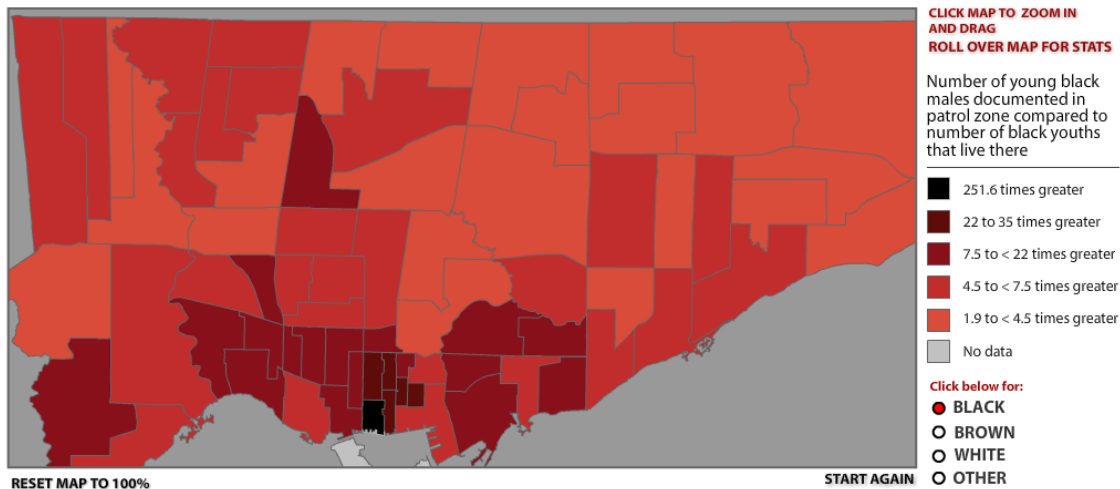 CLICK MAP TO ZOOM IN
AND DRAG
ROLL OVER MAP FOR STATS
Number of young black
males documented in
patrol zone compared to
number of black youths
that live there
251.6 times greater
22 to 35 times greater
7.5 to < 22 times greater
4.5 to < 7.5 times greater
1.9 to < 4.5 times greater
No data
Click below for:
BLACK
BROWN
WHITE
OTHER
RESET MAP TO 100%
START AGAIN